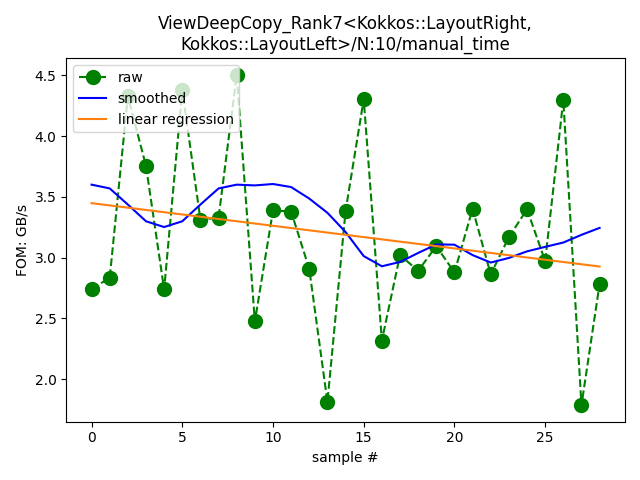 ViewDeepCopy_Rank7<Kokkos::LayoutRight,
Kokkos::LayoutLeft>/N:10/manual_time
raw
smoothed
linear regression
FOM: GB/s
4.5
4.0
3.5
3.0
2.5
2.0
0 5 10 15 20 25
sample #